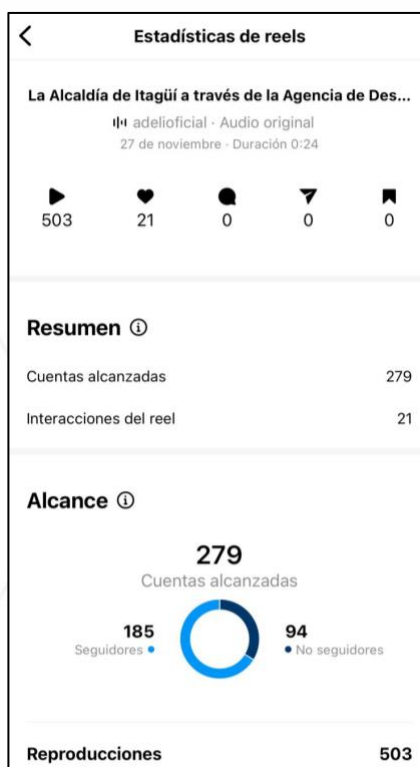 Estadísticas de reels
La Alcaldía de Itagüí a través de la Agencia de Des...
adelioficial · Audio original
27 de noviembre · Duración 0:24
503 21 0 0 0
Resumen
Cuentas alcanzadas 279
Interacciones del reel 21
Alcance
279
Cuentas alcanzadas
185 94
Seguidores • • No seguidores
Reproducciones 503